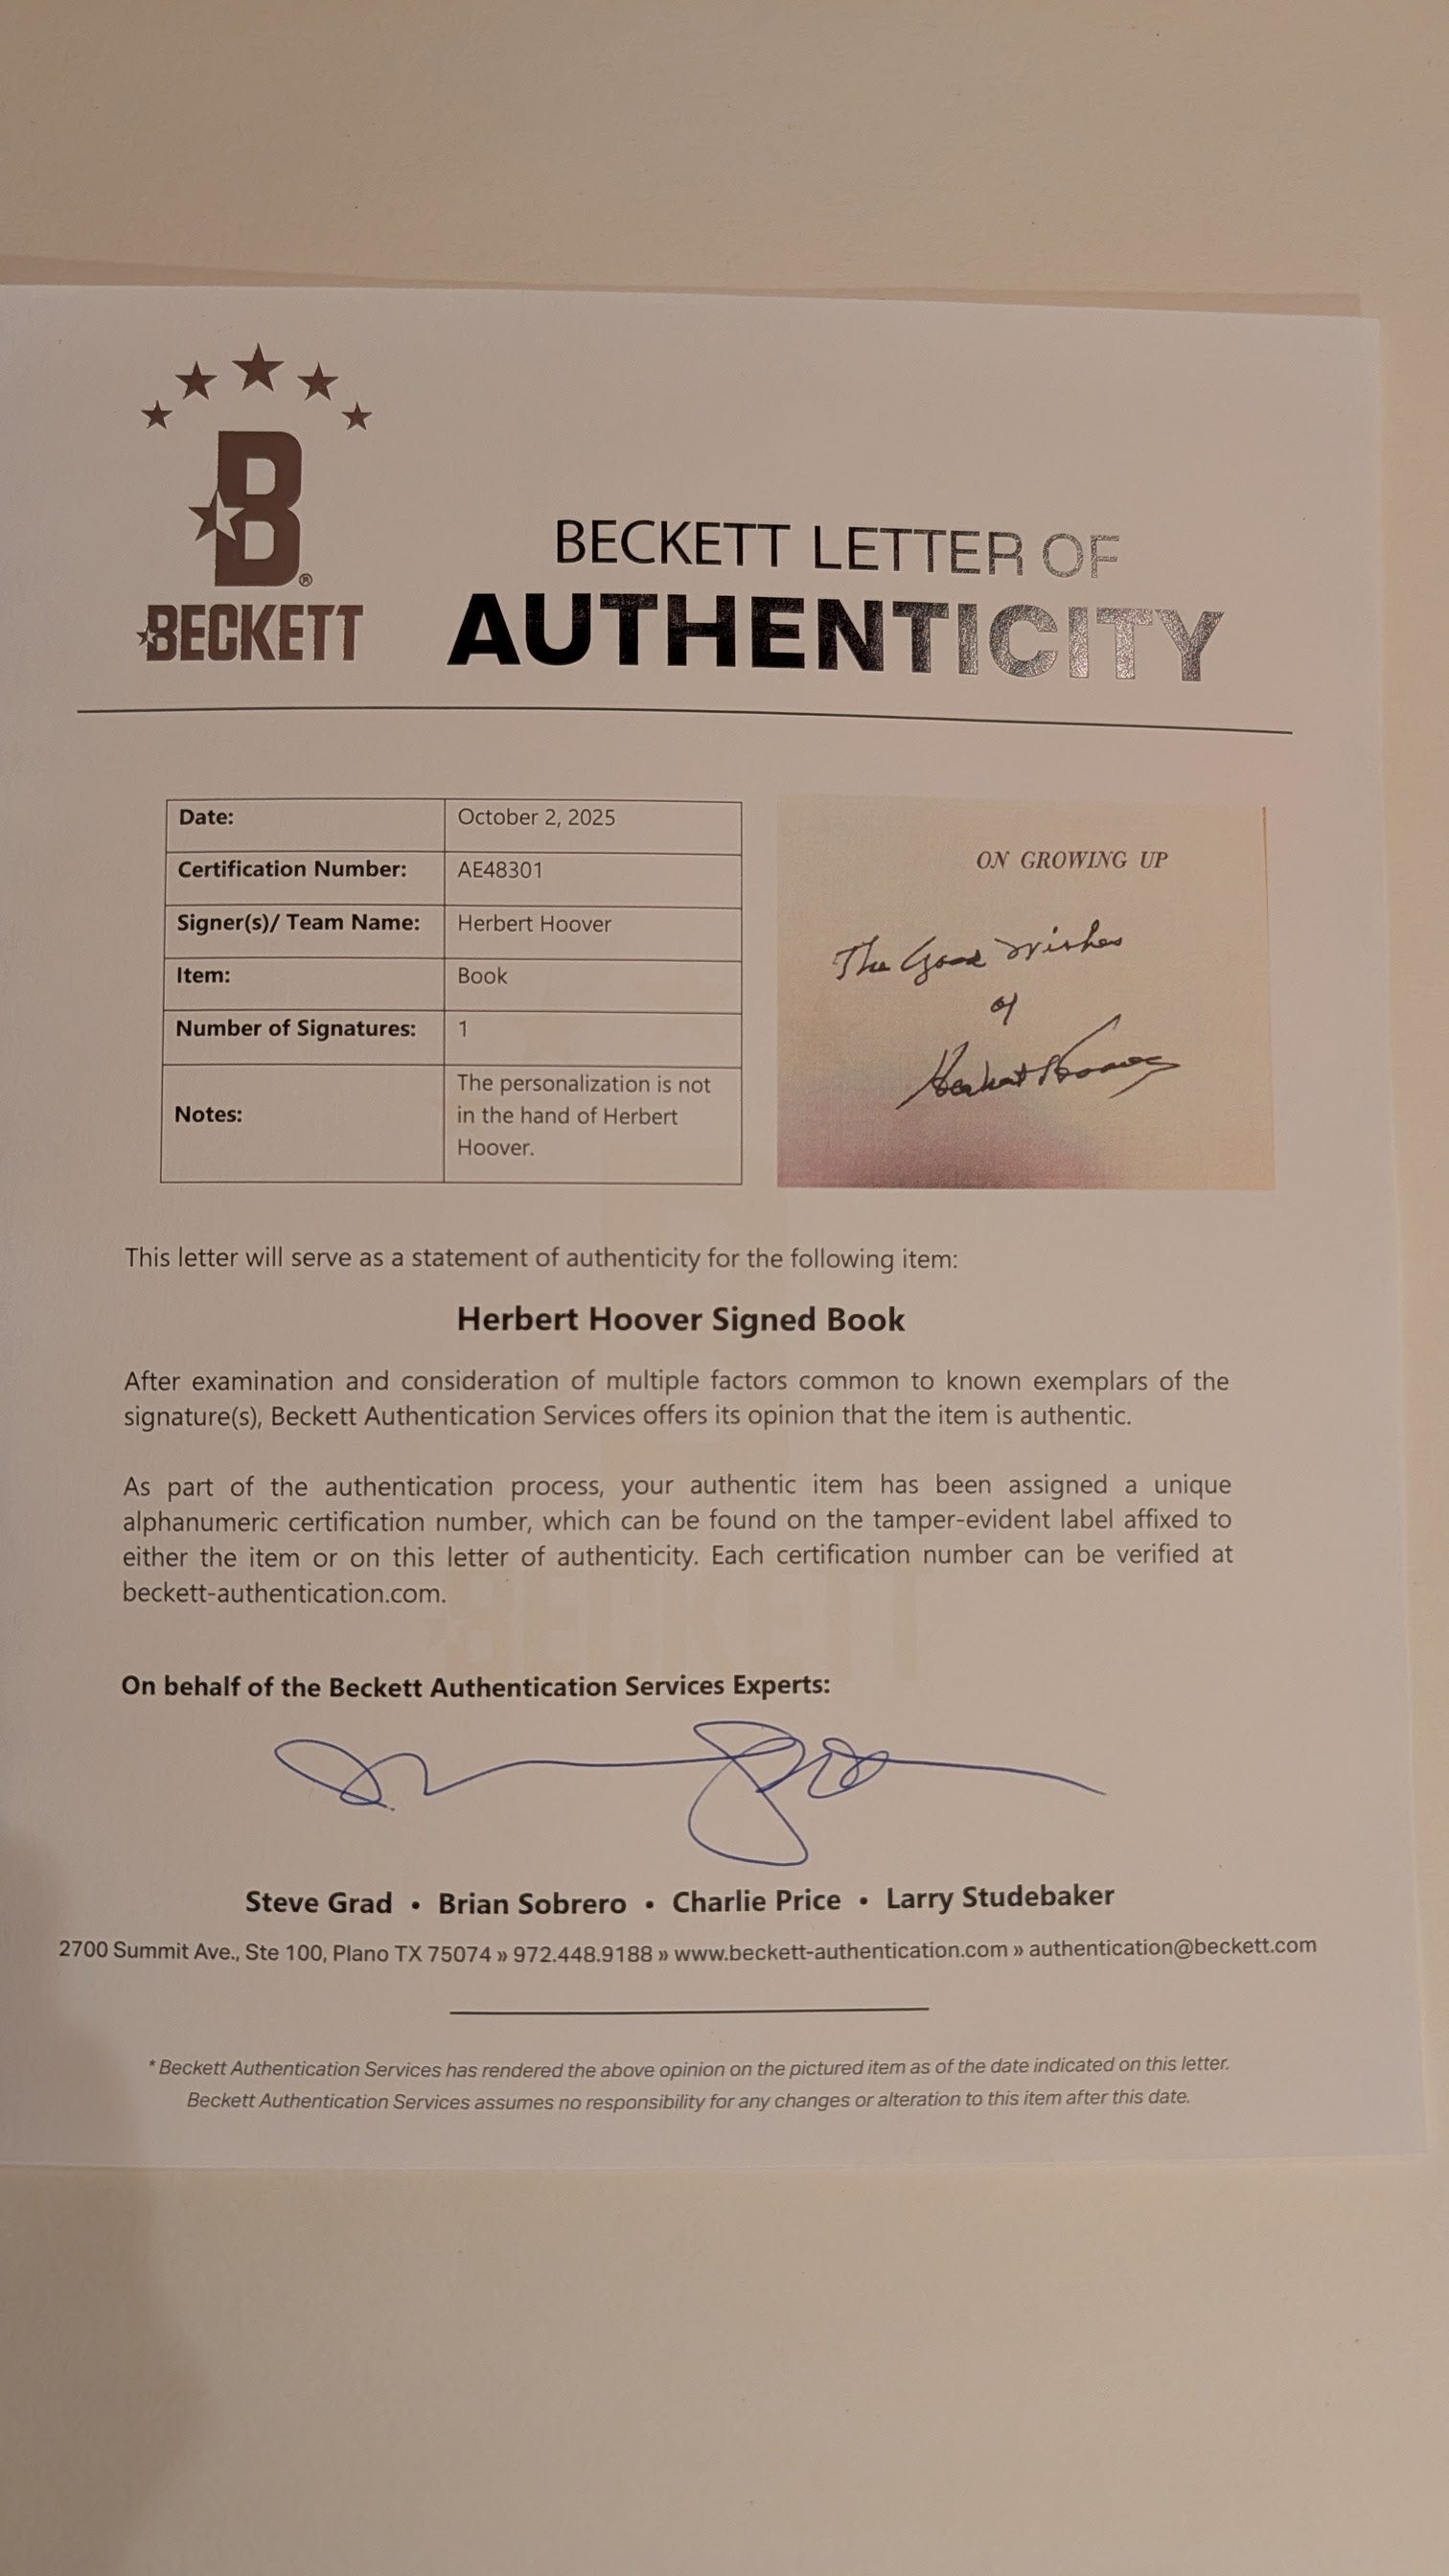 B®
BECKETT
BECKETT LETTER OF
AUTHENTICITY
Date: October 2, 2025
Certification Number: AE48301
Signer(s)/ Team Name: Herbert Hoover
Item: Book
Number of Signatures: 1
Notes: The personalization is not
in the hand of Herbert
Hoover.
ON GROWING UP
The Good Wishes
of
Herbert Hoover
This letter will serve as a statement of authenticity for the following item:
Herbert Hoover Signed Book
After examination and consideration of multiple factors common to known exemplars of the
signature(s), Beckett Authentication Services offers its opinion that the item is authentic.
As part of the authentication process, your authentic item has been assigned a unique
alphanumeric certification number, which can be found on the tamper-evident label affixed to
either the item or on this letter of authenticity. Each certification number can be verified at
beckett-authentication.com.
BECKETT
On behalf of the Beckett Authentication Services Experts:
Steve Grad • Brian Sobrero • Charlie Price • Larry Studebaker
2700 Summit Ave., Ste 100, Plano TX 75074 » 972.448.9188 » www.beckett-authentication.com » authentication@beckett.com
* Beckett Authentication Services has rendered the above opinion on the pictured item as of the date indicated on this letter.
Beckett Authentication Services assumes no responsibility for any changes or alteration to this item after this date.